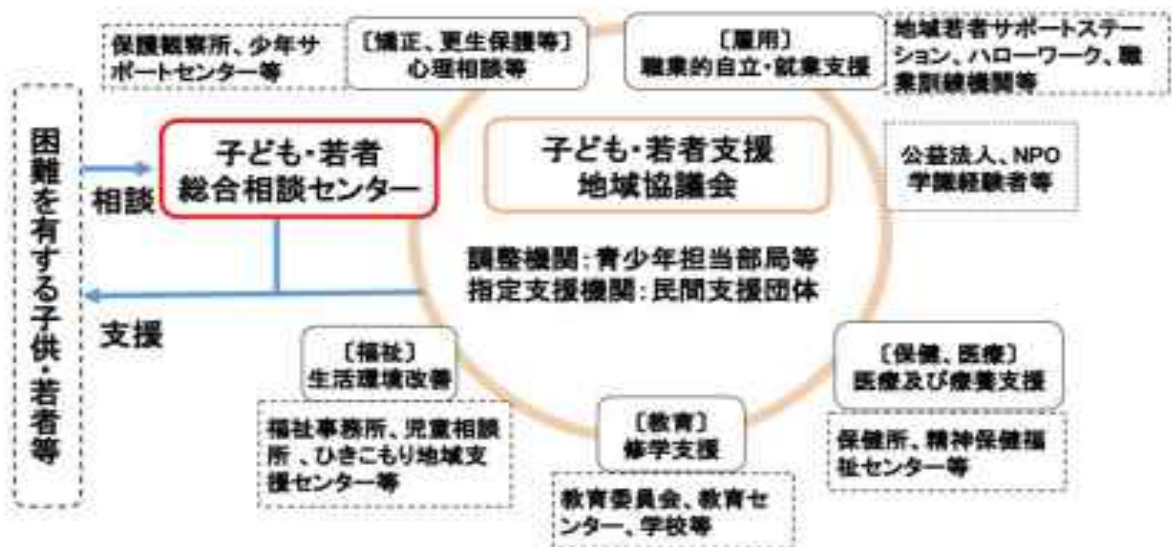 保護観察所、少年サ
ポートセンター等
〔矯正、更生保護等〕
心理相談等
〔雇用〕
職業的自立・就業支援
地域若者サポートステー
ション、ハローワーク、職
業訓練機関等
困難を有する子供・若者等
相談
子ども・若者
総合相談センター
子ども・若者支援
地域協議会
公益法人、NPO
学識経験者等
調整機関：青少年担当部局等
指定支援機関：民間支援団体
支援
〔福祉〕
生活環境改善
福祉事務所、児童相談
所 、ひきこもり地域支
援センター等
〔教育〕
修学支援
教育委員会、教育セ
ンター、学校等
〔保健、医療〕
医療及び療養支援
保健所、精神保健福
祉センター等